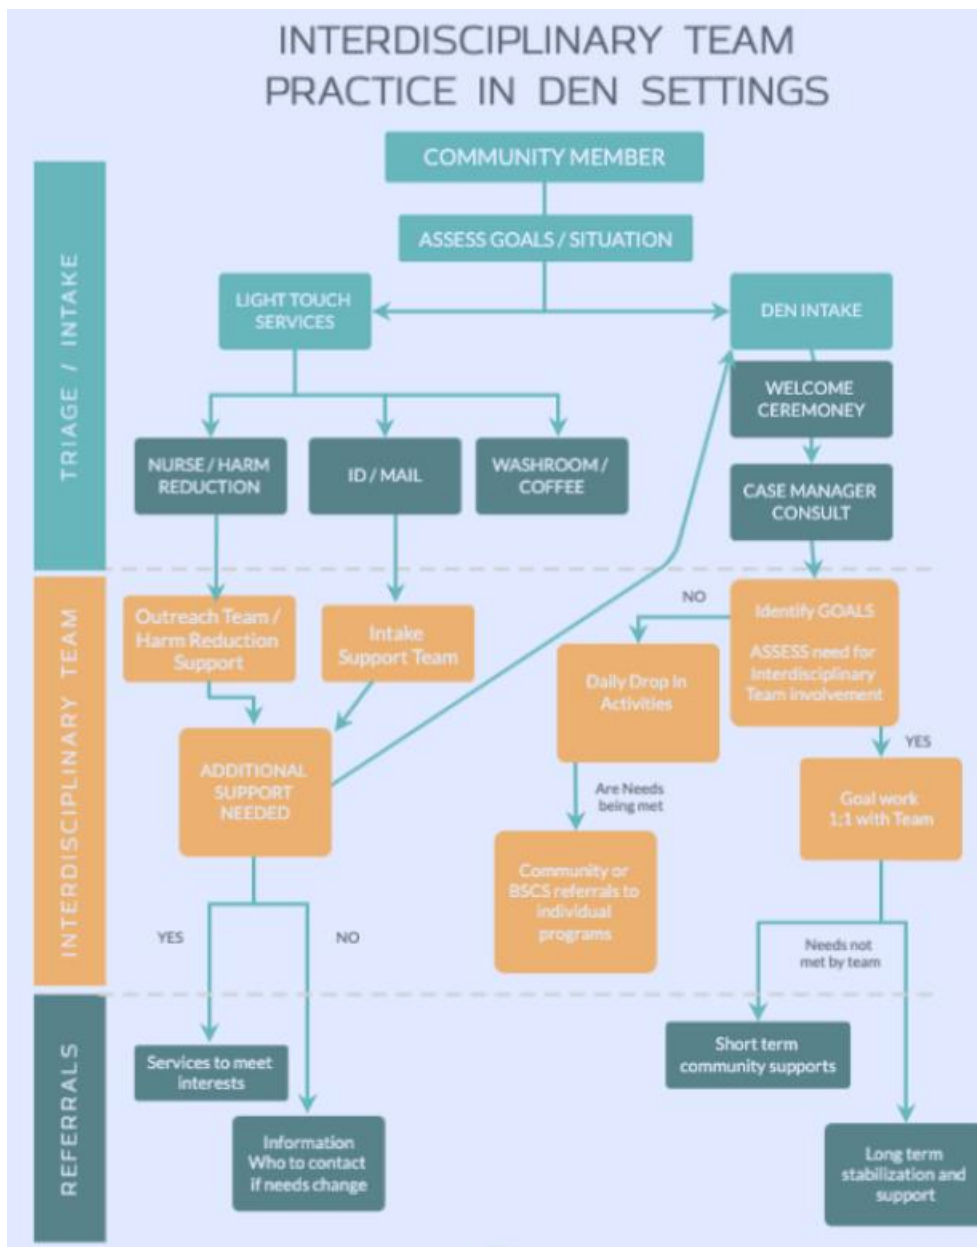 INTERDISCIPLINARY TEAM
PRACTICE IN DEN SETTINGS
TRIAGE / INTAKE
COMMUNITY MEMBER
ASSESS GOALS / SITUATION
LIGHT TOUCH
SERVICES
DEN INTAKE
WELCOME
CEREMONEY
NURSE / HARM
REDUCTION
ID / MAIL
WASHROOM /
COFFEE
CASE MANAGER
CONSULT
INTERDISCIPLINARY TEAM
Outreach Team /
Harm Reduction
Support
Intake
Support Team
NO
Identify GOALS
ASSESS need for
Interdisciplinary
Team involvement
Daily Drop In
Activities
YES
ADDITIONAL
SUPPORT
NEEDED
Are Needs
being met
Goal work
1;1 with Team
Community or
BSCS referrals to
individual
programs
YES
NO
Needs not
met by team
REFERRALS
Services to meet
interests
Short term
community supports
Information
Who to contact
if needs change
Long term
stabilization and
support